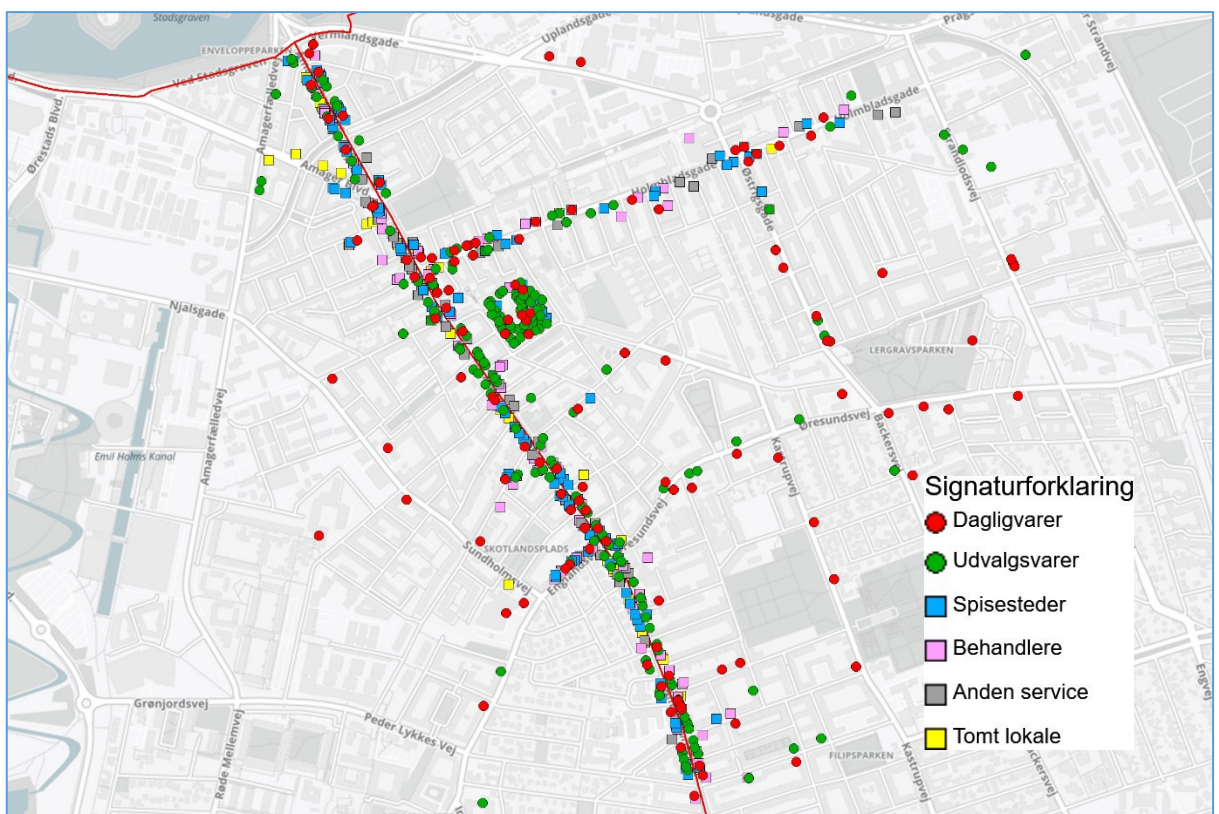 Stadsgraven
Vermlandsgade
Uplandsgade
ENVELOPPEPARKEN
Ved Stadsgraven
Ørestads Blvd.
Amagerfælledvej
Amager Blvd.
Holmbladsgade
Holmbladsgade
Østrigsgade
Strandlodsvej
Njalsgade
LERGRAVSPARKEN
Øresundsvej
Backersvej
Kastrupvej
Amagerfælledvej
Emil Holms Kanal
Signaturforklaring
Dagligvarer
Udvalgsvarer
Spisesteder
Behandlere
Anden service
Tomt lokale
SKOTLANDSPLADS
Sundholmsvej
Grønjordsvej
Røde Mellemvej
Peder Lykkes Vej
FILIPSPARKEN
Kastrupvej
Backersvej
Engvej